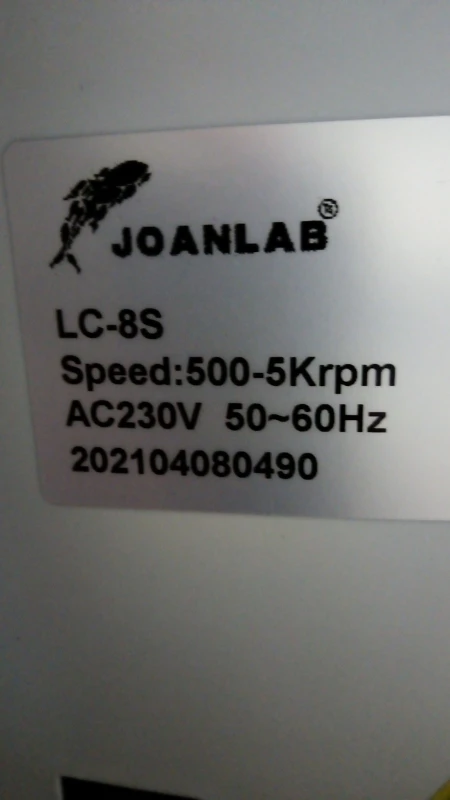 JOANLAB®
LC-8S
Speed:500-5Krpm
AC230V 50~60Hz
202104080490